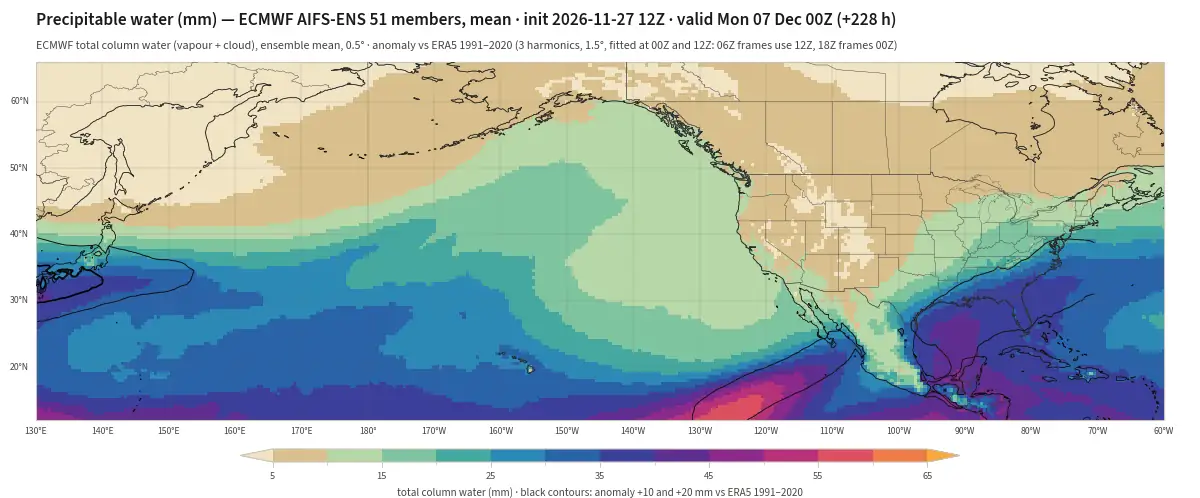 Precipitable water (mm) — ECMWF AIFS-ENS 51 members, mean · init 2026-11-27 12Z · valid Mon 07 Dec 00Z (+228 h)
ECMWF total column water (vapour + cloud), ensemble mean, 0.5° · anomaly vs ERA5 1991–2020 (3 harmonics, 1.5°, fitted at 00Z and 12Z: 06Z frames use 12Z, 18Z frames 00Z)
60°N
50°N
40°N
30°N
20°N
130°E 140°E 150°E 160°E 170°E 180° 170°W 160°W 150°W 140°W 130°W 120°W 110°W 100°W 90°W 80°W 70°W 60°W
5 15 25 35 45 55 65
total column water (mm) · black contours: anomaly +10 and +20 mm vs ERA5 1991–2020